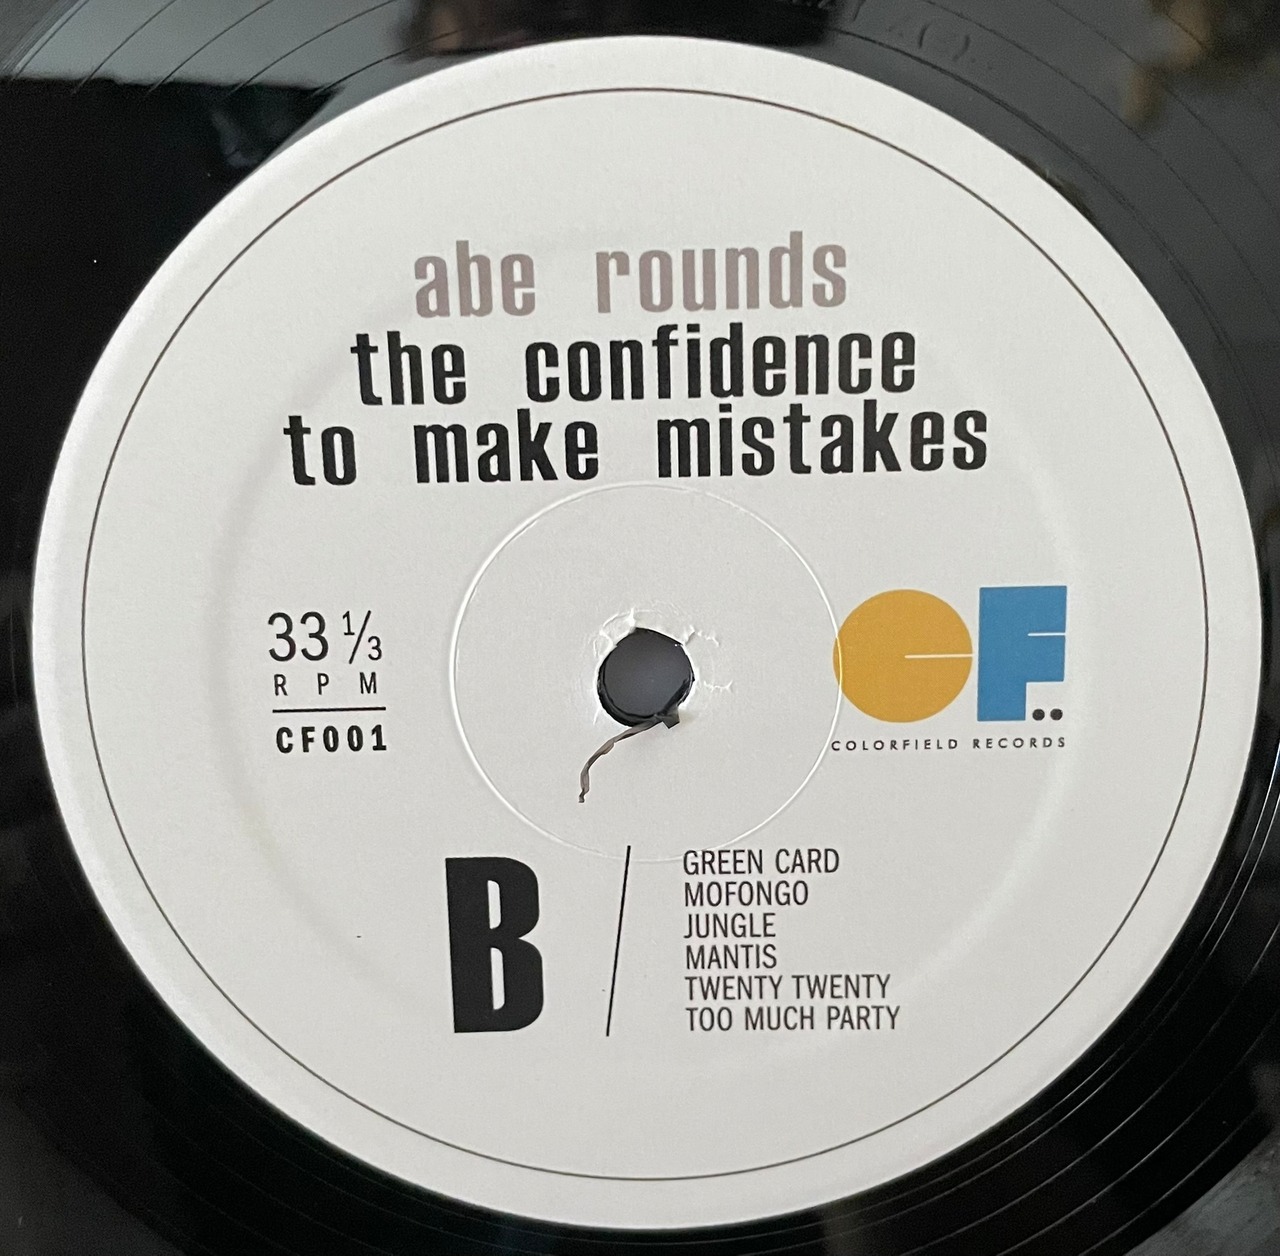 abe rounds
the confidence
to make mistakes
33 ⅓
RPM
CF001
CF
COLORFIELD RECORDS
B
GREEN CARD
MOFONGO
JUNGLE
MANTIS
TWENTY TWENTY
TOO MUCH PARTY